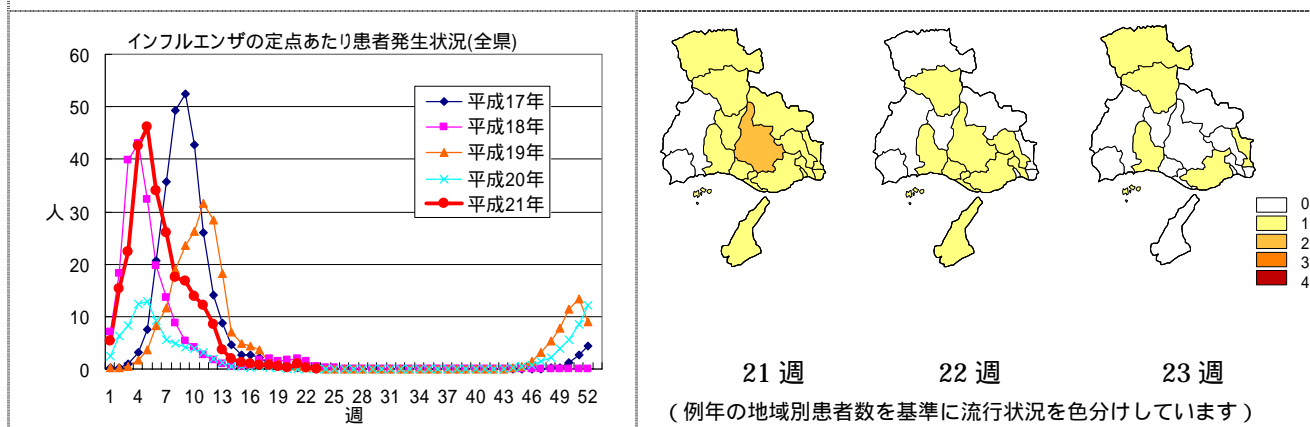 インフルエンザの定点あたり患者発生状況(全県)
60
50
40
30
20
10
0
人
平成17年
平成18年
平成19年
平成20年
平成21年
1 4 7 10 13 16 19 22 25 28 31 34 37 40 43 46 49 52
週
0
1
2
3
4
21 週 22 週 23 週
(例年の地域別患者数を基準に流行状況を色分けしています)